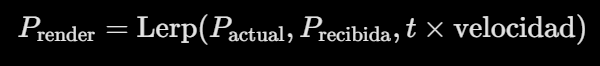 P_render = Lerp(P_actual, P_recibida, t × velocidad)